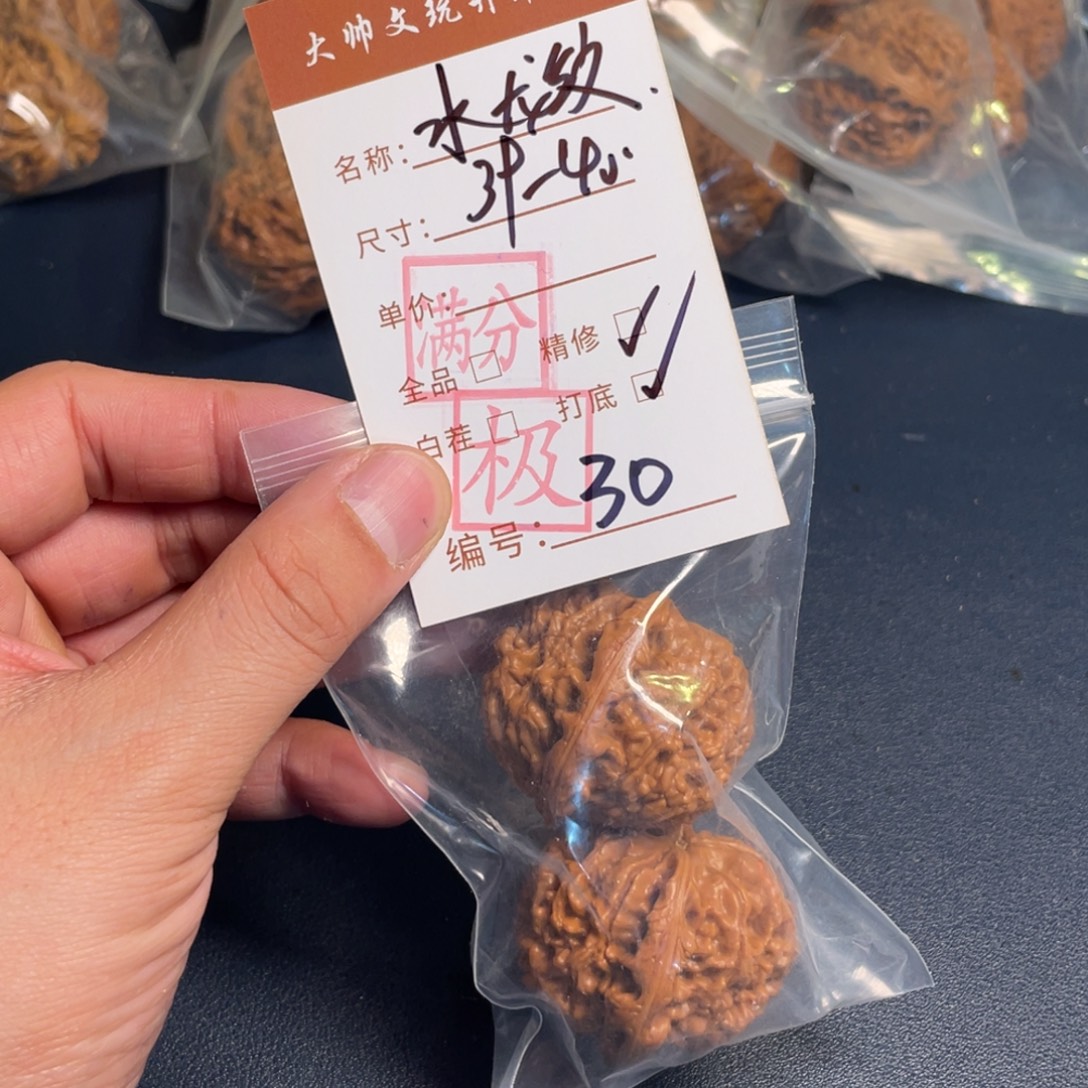 大帅文玩
名称：水龙纹
尺寸：39-40
单价：
满分
全品□ 精修□✓
白茬□ 打底□✓
极
编号：30